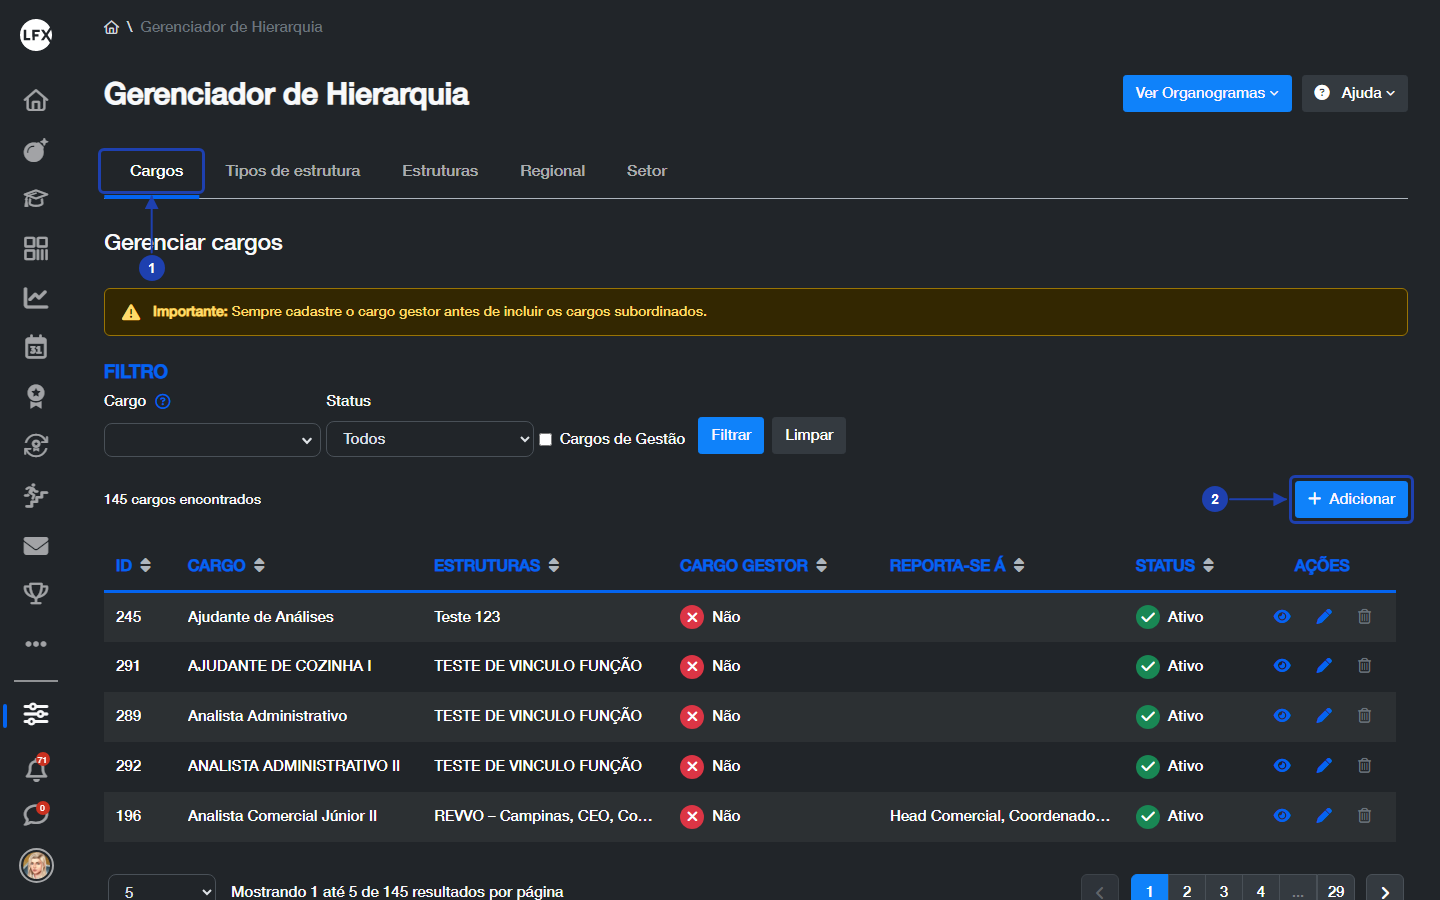 LFX
\ Gerenciador de Hierarquia
Gerenciador de Hierarquia
Ver Organogramas
? Ajuda
Cargos Tipos de estrutura Estruturas Regional Setor
Gerenciar cargos
1
Importante: Sempre cadastre o cargo gestor antes de incluir os cargos subordinados.
FILTRO
Cargo ? Status
Todos Cargos de Gestão Filtrar Limpar
145 cargos encontrados
2 + Adicionar
ID CARGO ESTRUTURAS CARGO GESTOR REPORTA-SE Á STATUS AÇÕES
245 Ajudante de Análises Teste 123 Não Ativo
291 AJUDANTE DE COZINHA I TESTE DE VINCULO FUNÇÃO Não Ativo
289 Analista Administrativo TESTE DE VINCULO FUNÇÃO Não Ativo
292 ANALISTA ADMINISTRATIVO II TESTE DE VINCULO FUNÇÃO Não Ativo
196 Analista Comercial Júnior II REVVO – Campinas, CEO, Co... Não Head Comercial, Coordenado... Ativo
5 Mostrando 1 até 5 de 145 resultados por página
1 2 3 4 ... 29
31
71
0